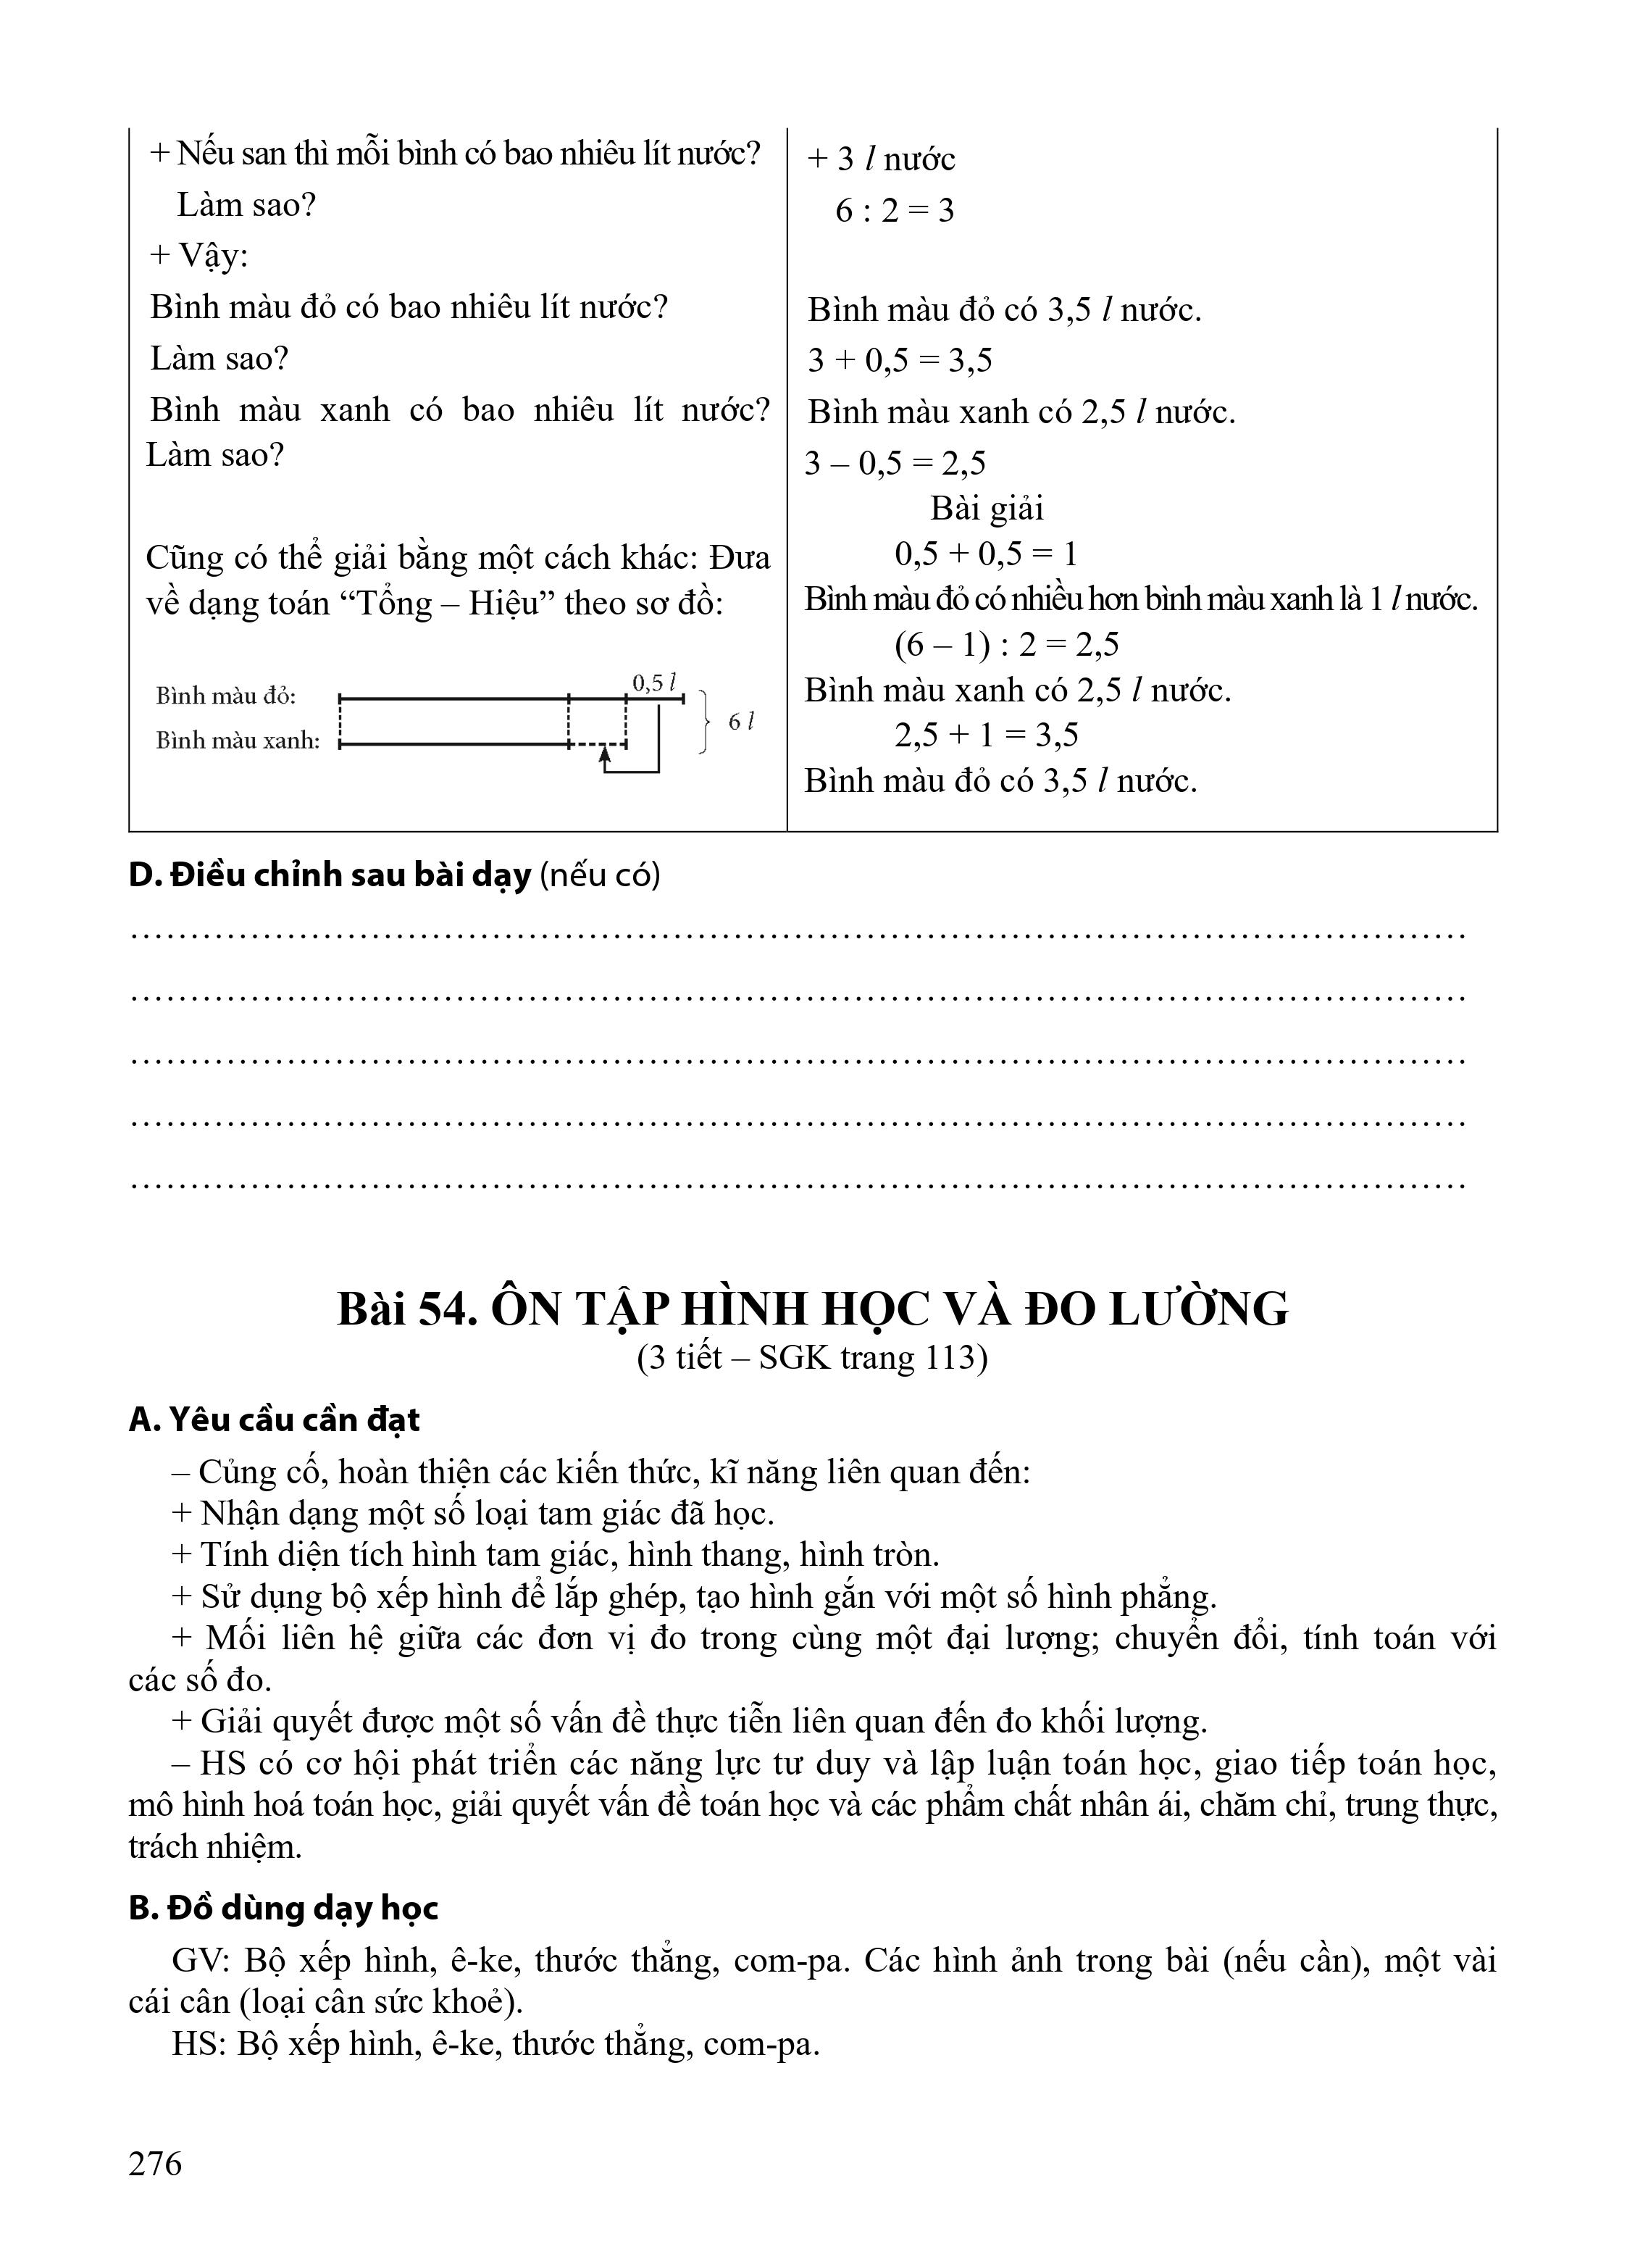 + Nếu san thì mỗi bình có bao nhiêu lít nước?
Làm sao?
+ Vậy:
Bình màu đỏ có bao nhiêu lít nước?
Làm sao?
Bình màu xanh có bao nhiêu lít nước?
Làm sao?
Cũng có thể giải bằng một cách khác: Đưa
về dạng toán “Tổng – Hiệu” theo sơ đồ:
0,5 l
Bình màu đỏ:
6 l
Bình màu xanh:
+ 3 l nước
6 : 2 = 3
Bình màu đỏ có 3,5 l nước.
3 + 0,5 = 3,5
Bình màu xanh có 2,5 l nước.
3 – 0,5 = 2,5
Bài giải
0,5 + 0,5 = 1
Bình màu đỏ có nhiều hơn bình màu xanh là 1 l nước.
(6 – 1) : 2 = 2,5
Bình màu xanh có 2,5 l nước.
2,5 + 1 = 3,5
Bình màu đỏ có 3,5 l nước.
D. Điều chỉnh sau bài dạy (nếu có)
Bài 54. ÔN TẬP HÌNH HỌC VÀ ĐO LƯỜNG
(3 tiết – SGK trang 113)
A. Yêu cầu cần đạt
– Củng cố, hoàn thiện các kiến thức, kĩ năng liên quan đến:
+ Nhận dạng một số loại tam giác đã học.
+ Tính diện tích hình tam giác, hình thang, hình tròn.
+ Sử dụng bộ xếp hình để lắp ghép, tạo hình gắn với một số hình phẳng.
+ Mối liên hệ giữa các đơn vị đo trong cùng một đại lượng; chuyển đổi, tính toán với
các số đo.
+ Giải quyết được một số vấn đề thực tiễn liên quan đến đo khối lượng.
– HS có cơ hội phát triển các năng lực tư duy và lập luận toán học, giao tiếp toán học,
mô hình hoá toán học, giải quyết vấn đề toán học và các phẩm chất nhân ái, chăm chỉ, trung thực,
trách nhiệm.
B. Đồ dùng dạy học
GV: Bộ xếp hình, ê-ke, thước thẳng, com-pa. Các hình ảnh trong bài (nếu cần), một vài
cái cân (loại cân sức khoẻ).
HS: Bộ xếp hình, ê-ke, thước thẳng, com-pa.
276